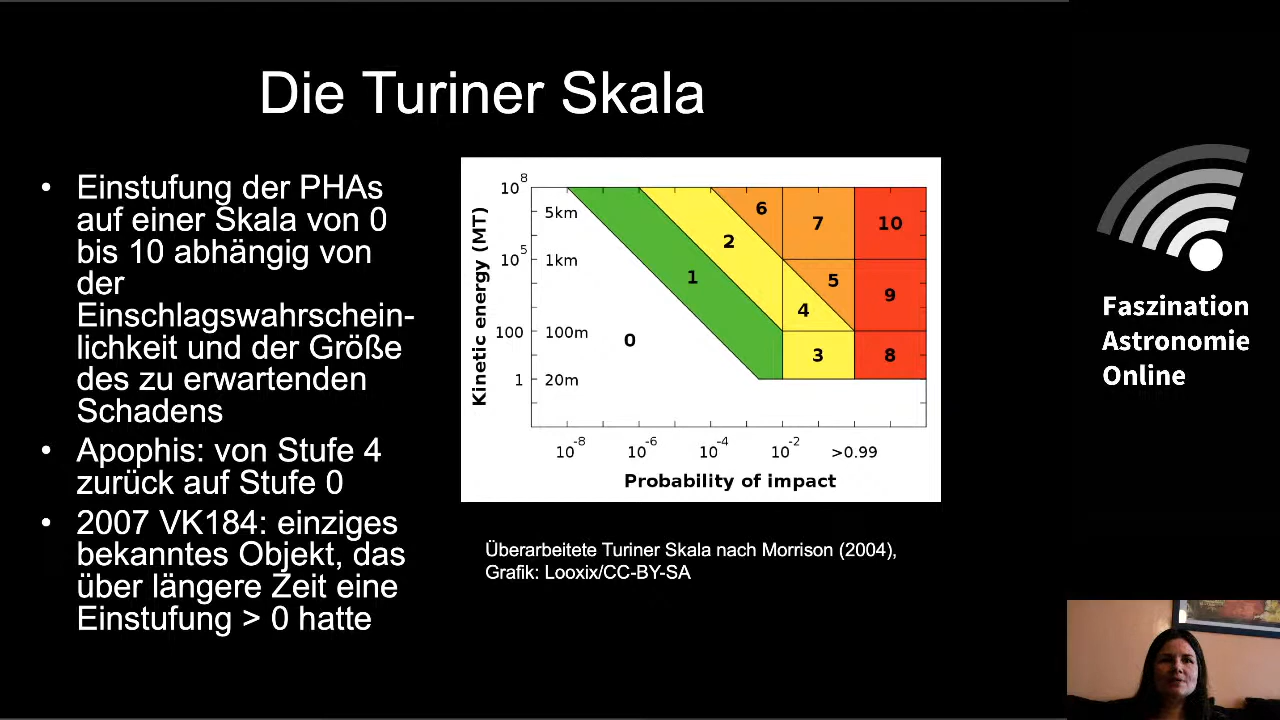 Die Turiner Skala
• Einstufung der PHAs
auf einer Skala von 0
bis 10 abhängig von
der
Einschlagswahrschein-
lichkeit und der Größe
des zu erwartenden
Schadens
• Apophis: von Stufe 4
zurück auf Stufe 0
• 2007 VK184: einziges
bekanntes Objekt, das
über längere Zeit eine
Einstufung > 0 hatte
Kinetic energy (MT)
10^8
5km
10^5
1km
100
100m
1
20m
0
1
2
3
4
5
6
7
8
9
10
10^-8
10^-6
10^-4
10^-2
>0.99
Probability of impact
Überarbeitete Turiner Skala nach Morrison (2004),
Grafik: Looxix/CC-BY-SA
Faszination
Astronomie
Online